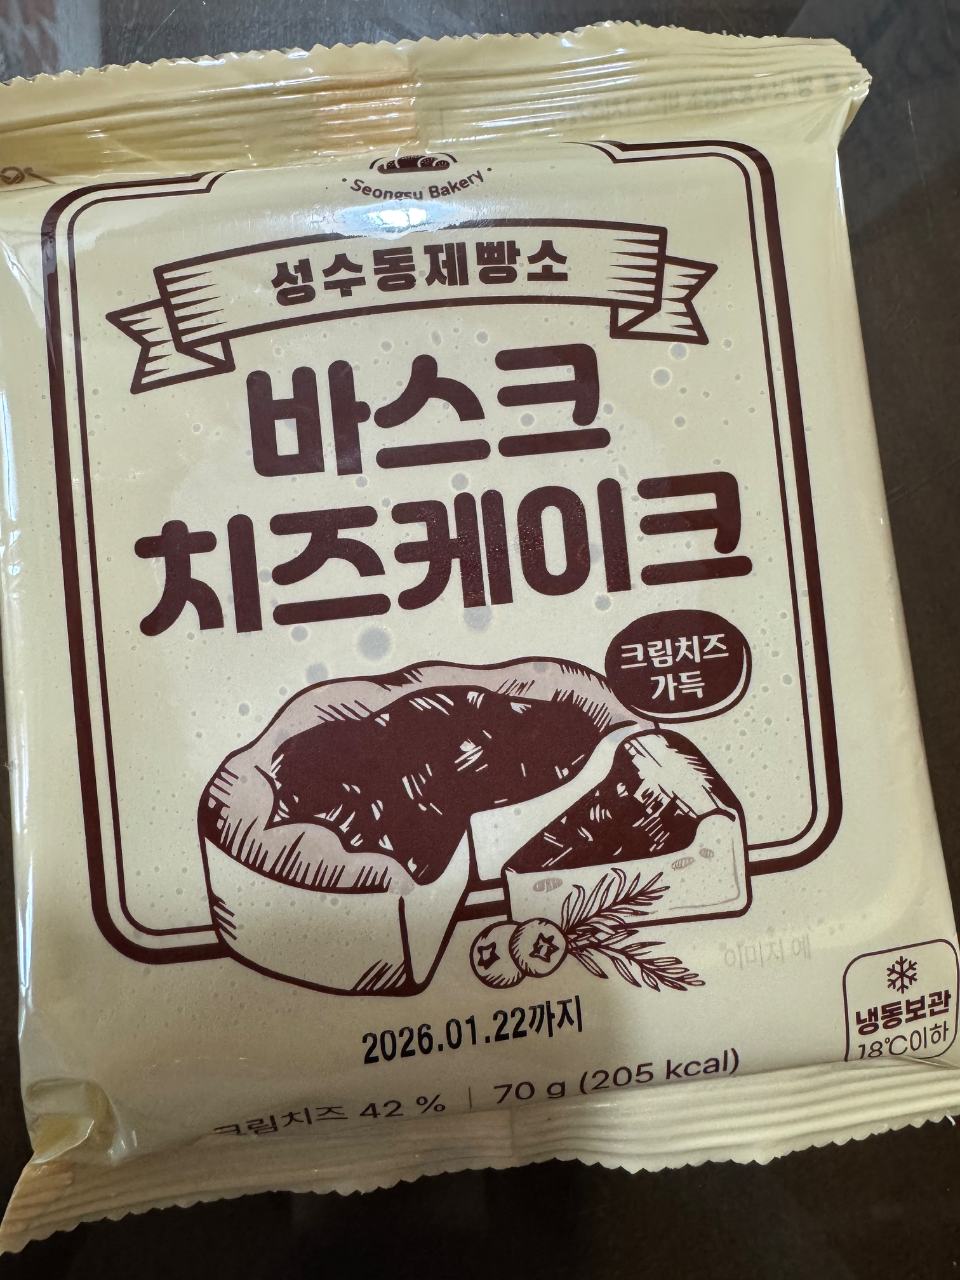 Seongsu Bakery
성수동제빵소
바스크
치즈케이크
크림치즈
가득
이미지 예
2026.01.22까지
냉동보관
18℃이하
크림치즈 42 % | 70 g (205 kcal)